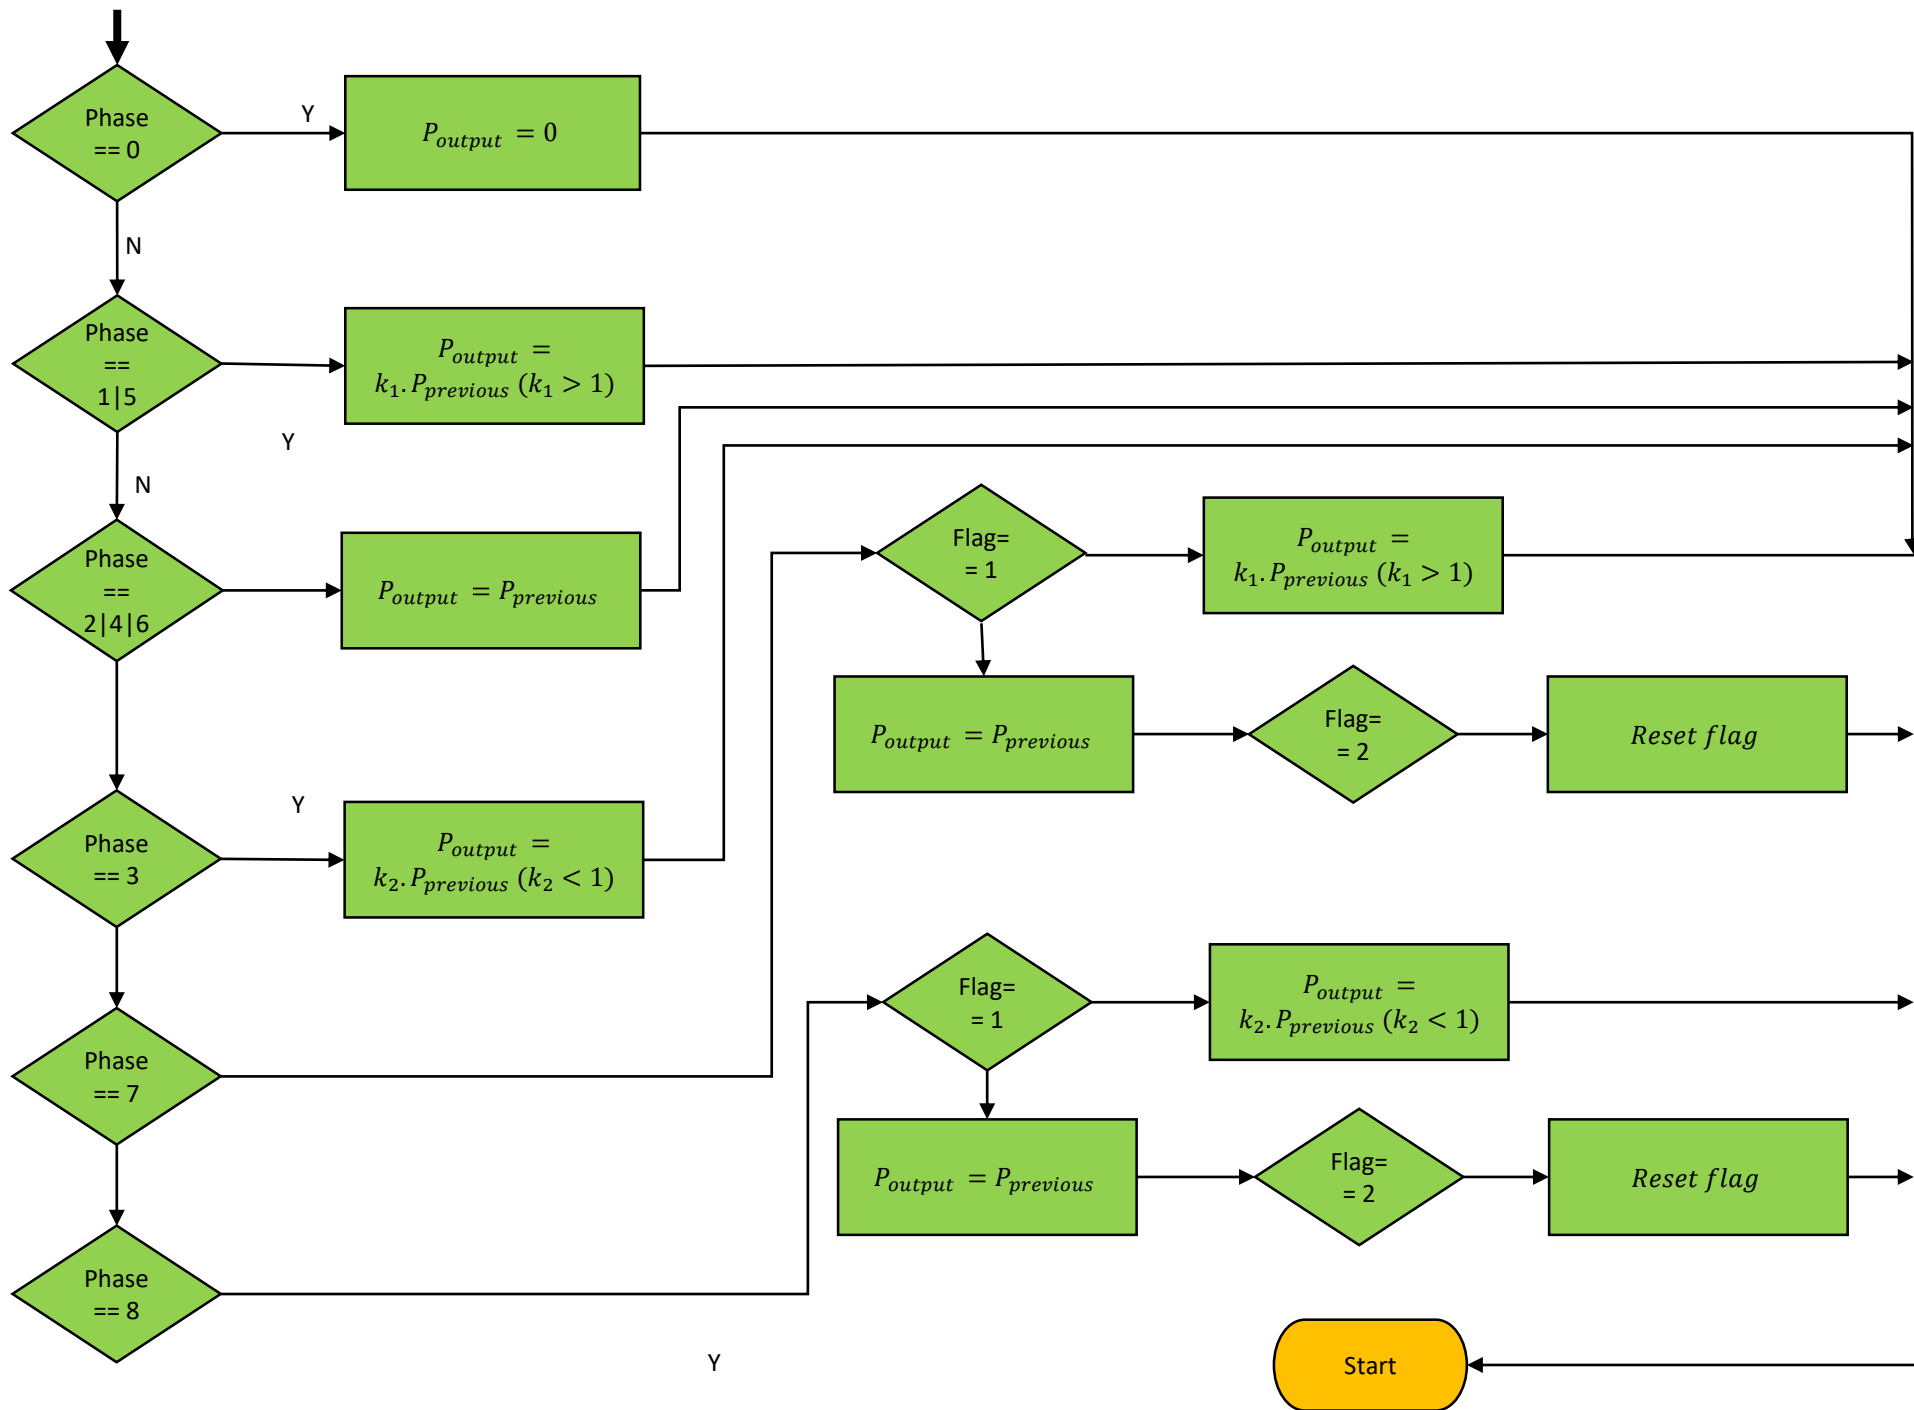 Phase
== 0
Y
P_output = 0
N
Phase
==
1|5
P_output =
k_1. P_previous (k_1 > 1)
Y
N
Phase
==
2|4|6
P_output = P_previous
Flag=
= 1
P_output =
k_1. P_previous (k_1 > 1)
P_output = P_previous
Flag=
= 2
Reset flag
Phase
== 3
Y
P_output =
k_2. P_previous (k_2 < 1)
Phase
== 7
Flag=
= 1
P_output =
k_2. P_previous (k_2 < 1)
P_output = P_previous
Flag=
= 2
Reset flag
Phase
== 8
Y
Start